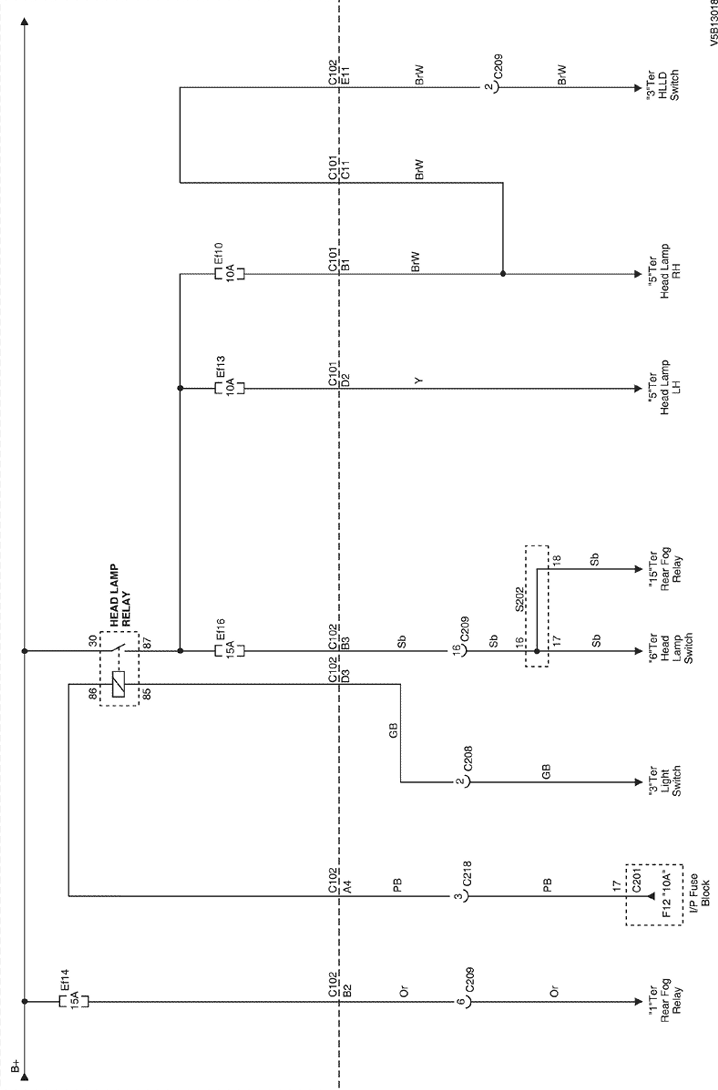 V5B13018
B+
Ef14
15A
C102
B2
Or
6
C209
Or
"1"Ter
Rear Fog
Relay
C102
A4
PB
3
C218
PB
17
C201
F12 "10A"
I/P Fuse
Block
HEAD LAMP
RELAY
86
85
30
87
C102
D3
GB
2
C208
GB
"3"Ter
Light
Switch
Ef16
15A
C102
B3
Sb
16
C209
Sb
S202
16
17
Sb
"6"Ter
Head
Lamp
Switch
18
Sb
"15"Ter
Rear Fog
Relay
Ef13
10A
C101
D2
Y
"5"Ter
Head Lamp
LH
Ef10
10A
C101
B1
BrW
"5"Ter
Head Lamp
RH
C101
C11
BrW
C102
E11
BrW
2
C209
BrW
"3"Ter
HLLD
Switch